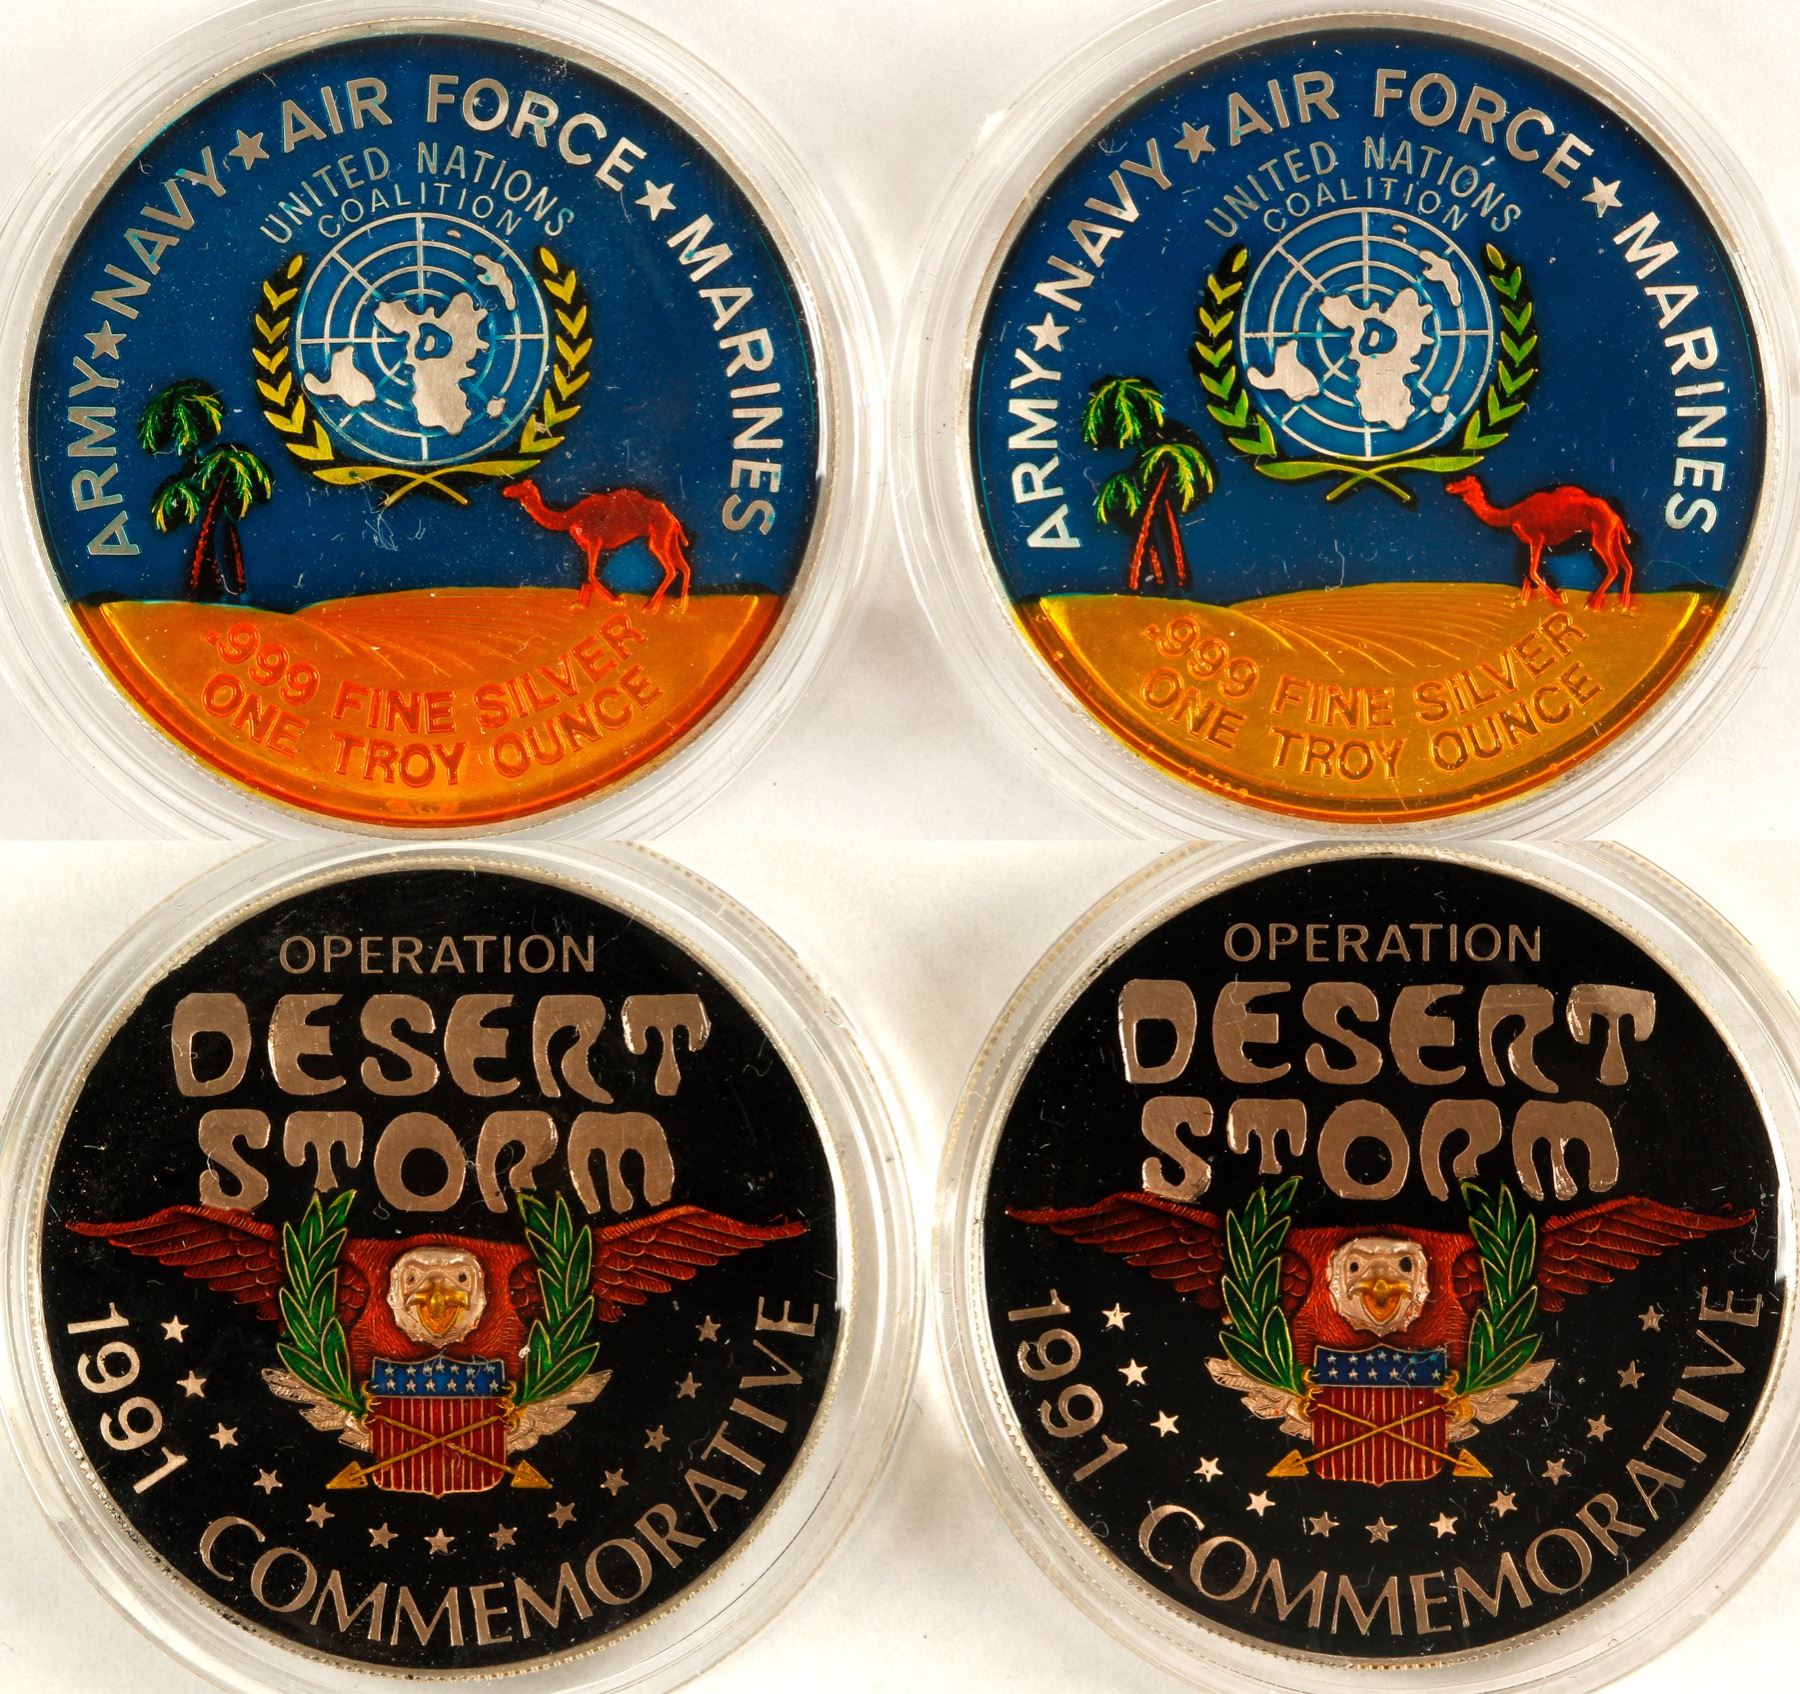 ARMY★NAVY★AIR FORCE★MARINES
UNITED NATIONS
COALITION
.999 FINE SILVER
ONE TROY OUNCE
ARMY★NAVY★AIR FORCE★MARINES
UNITED NATIONS
COALITION
.999 FINE SILVER
ONE TROY OUNCE
OPERATION
DESERT
STORM
1991 COMMEMORATIVE
OPERATION
DESERT
STORM
1991 COMMEMORATIVE